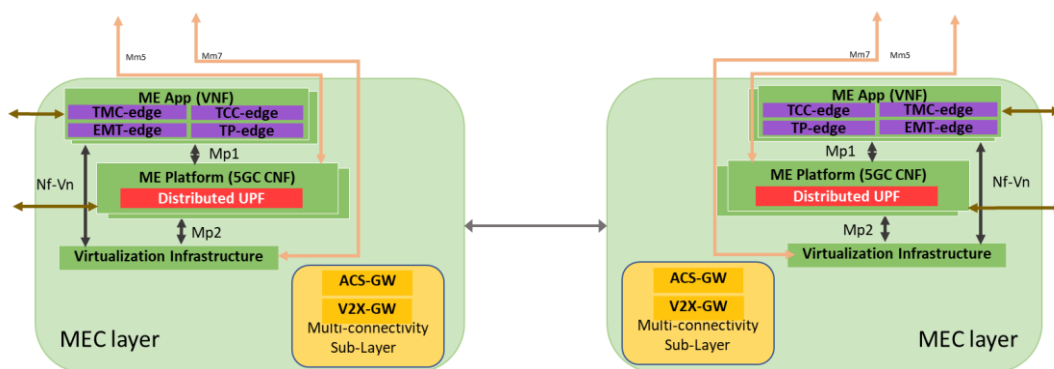 Mm5
Mm7
ME App (VNF)
TMC-edge
TCC-edge
EMT-edge
TP-edge
Mp1
Nf-Vn
ME Platform (5GC CNF)
Distributed UPF
Mp2
Virtualization Infrastructure
ACS-GW
V2X-GW
Multi-connectivity
Sub-Layer
MEC layer
Mm7
Mm5
ME App (VNF)
TCC-edge
TMC-edge
TP-edge
EMT-edge
Mp1
ME Platform (5GC CNF)
Nf-Vn
Distributed UPF
Mp2
Virtualization Infrastructure
ACS-GW
V2X-GW
Multi-connectivity
Sub-Layer
MEC layer